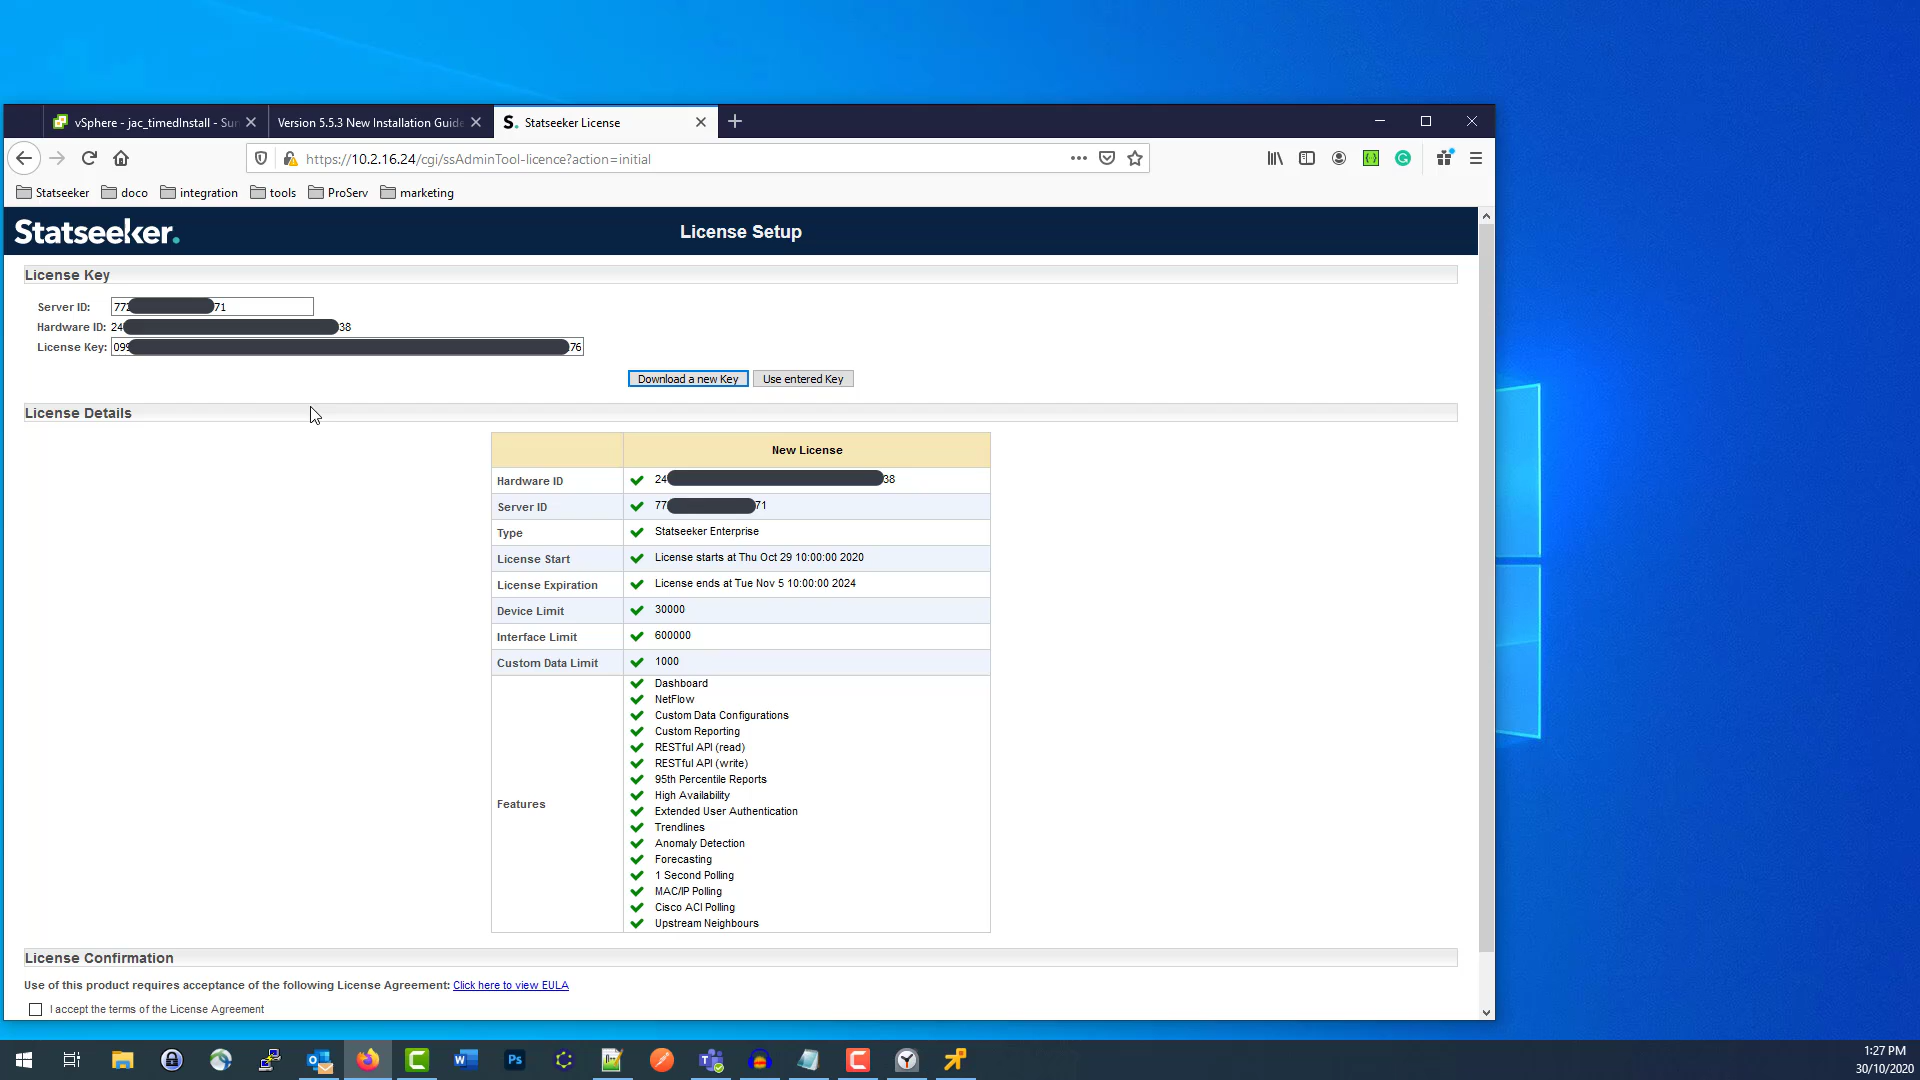 vSphere - jac_timedInstall - Sum
Version 5.5.3 New Installation Guide
S. Statseeker License
https://10.2.16.24/cgi/ssAdminTool-licence?action=initial
Statseeker doco integration tools ProServ marketing
Statseeker. License Setup
License Key
Server ID: 772 71
Hardware ID: 24 38
License Key: 099 76
Download a new Key Use entered Key
License Details
New License
Hardware ID 24 38
Server ID 77 71
Type Statseeker Enterprise
License Start License starts at Thu Oct 29 10:00:00 2020
License Expiration License ends at Tue Nov 5 10:00:00 2024
Device Limit 30000
Interface Limit 600000
Custom Data Limit 1000
Features
Dashboard
NetFlow
Custom Data Configurations
Custom Reporting
RESTful API (read)
RESTful API (write)
95th Percentile Reports
High Availability
Extended User Authentication
Trendlines
Anomaly Detection
Forecasting
1 Second Polling
MAC/IP Polling
Cisco ACI Polling
Upstream Neighbours
License Confirmation
Use of this product requires acceptance of the following License Agreement: Click here to view EULA
I accept the terms of the License Agreement
1:27 PM
30/10/2020